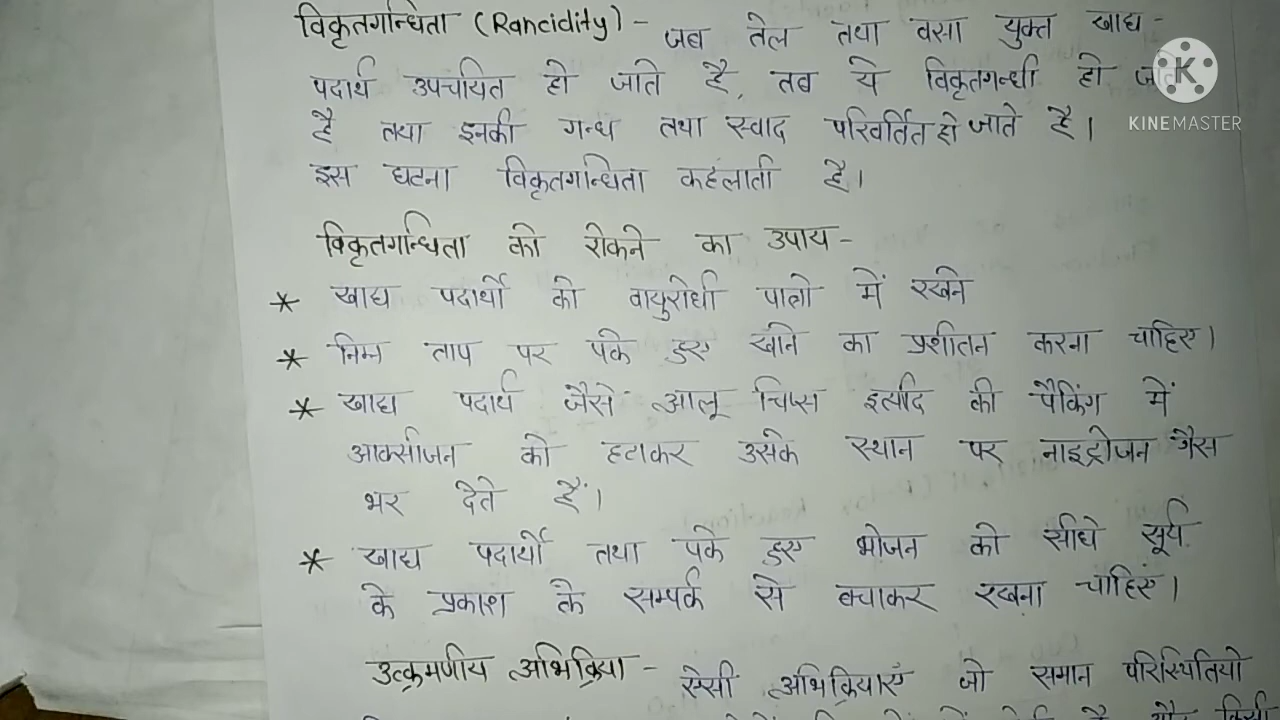 विकृतगन्धिता (Rancidity) - जब तेल तथा वसा युक्त खाद्य -
पदार्थ उपचयित हो जाते है, तब ये विकृतगन्धी हो
है तथा इनकी गन्ध तथा स्वाद परिवर्तित हो जाते है।
इस घटना विकृतगन्धिता कहलाती है।
विकृतगन्धिता को रोकने का उपाय -
* खाद्य पदार्थो को वायुरोधी पात्रो में रखने
* निम्न ताप पर पके हुए खाने का प्रशीतन करना चाहिए।
* खाद्य पदार्थ जैसे आलू चिप्स इत्यादि की पैकिंग में
आक्सीजन को हटाकर उसके स्थान पर नाइट्रोजन गैस
भर देते हैं।
* खाद्य पदार्थो तथा पके हुए भोजन को सीधे सूर्य
के प्रकाश के सम्पर्क से बचाकर रखना चाहिए।
उत्क्रमणीय अभिक्रिया - ऐसी अभिक्रियाएँ जो समान परिस्थितियो
K
KINEMASTER